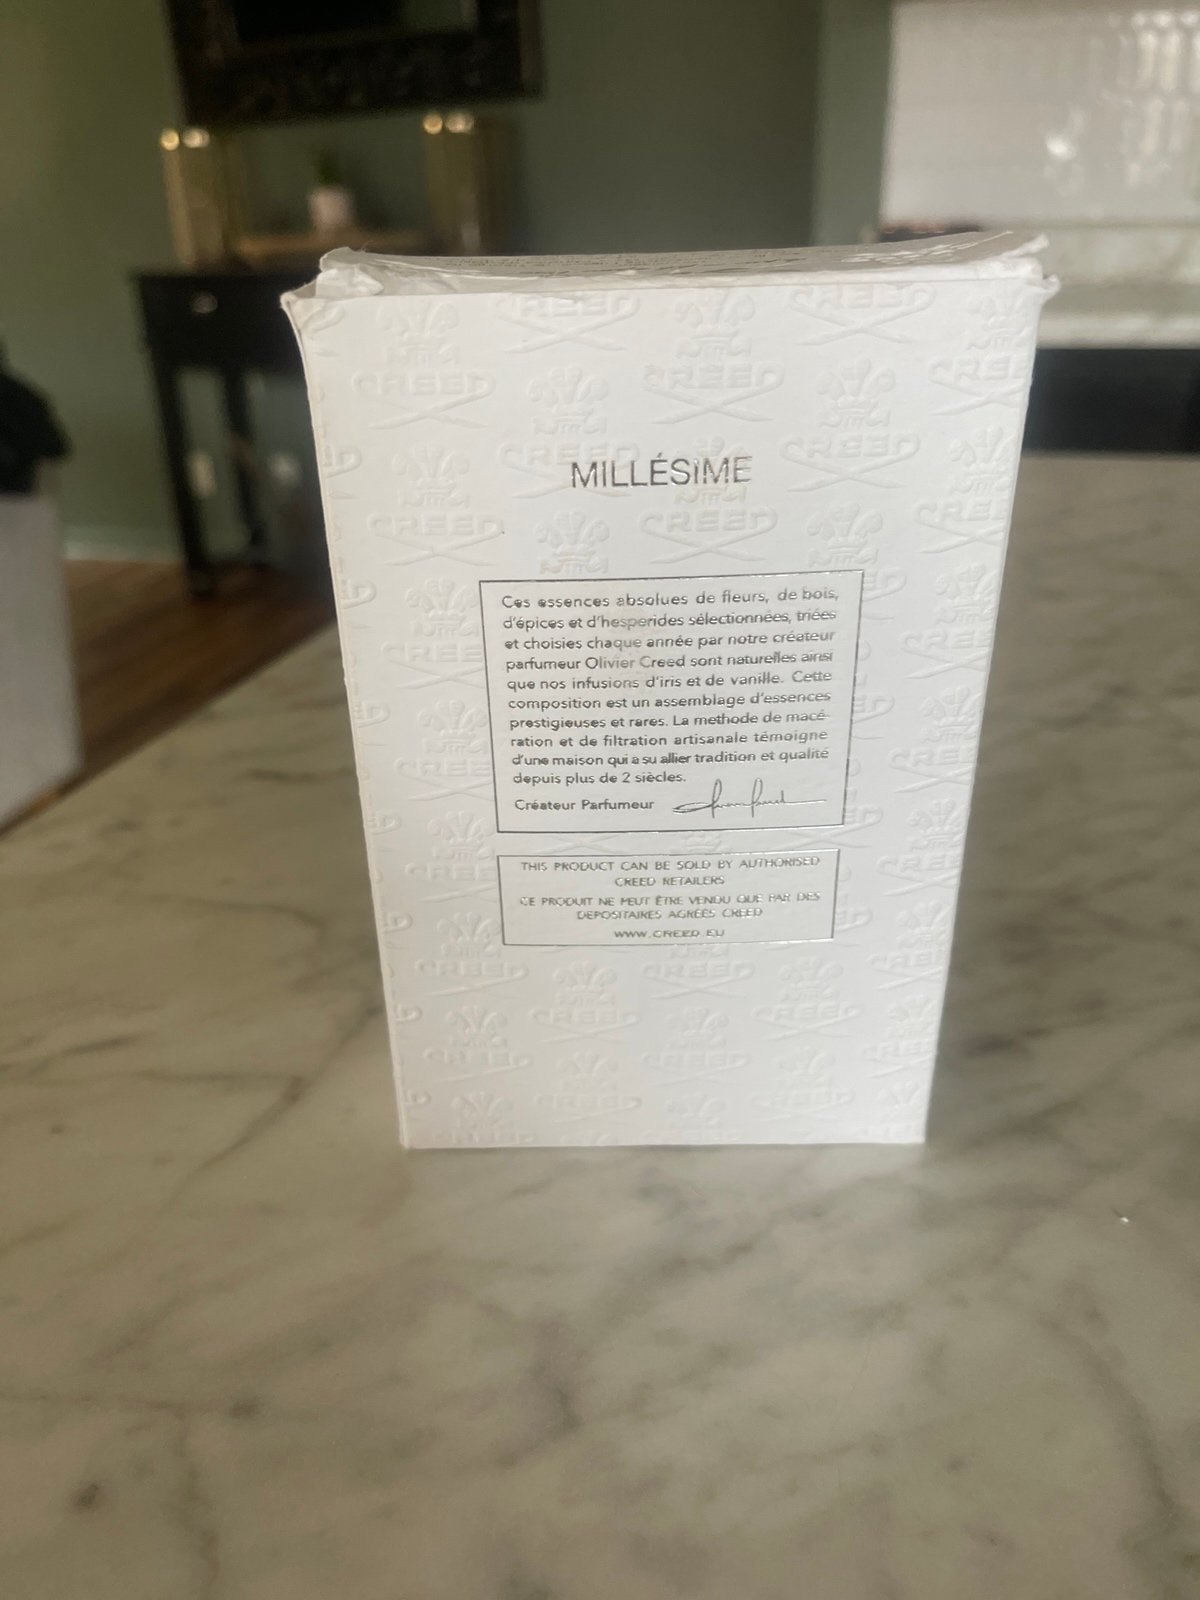 MILLÉSIME
Ces essences absolues de fleurs, de bois,
d'épices et d'hesperides sélectionnées, triées
et choisies chaque année par notre créateur
parfumeur Olivier Creed sont naturelles ainsi
que nos infusions d'iris et de vanille. Cette
composition est un assemblage d'essences
prestigieuses et rares. La methode de macé-
ration et de filtration artisanale témoigne
d'une maison qui a su allier tradition et qualité
depuis plus de 2 siècles.
Créateur Parfumeur
THIS PRODUCT CAN BE SOLD BY AUTHORISED
CREED RETAILERS
CE PRODUIT NE PEUT ÊTRE VENDU QUE PAR DES
DEPOSITAIRES AGRÉÉS CREED
WWW.CREED.EU